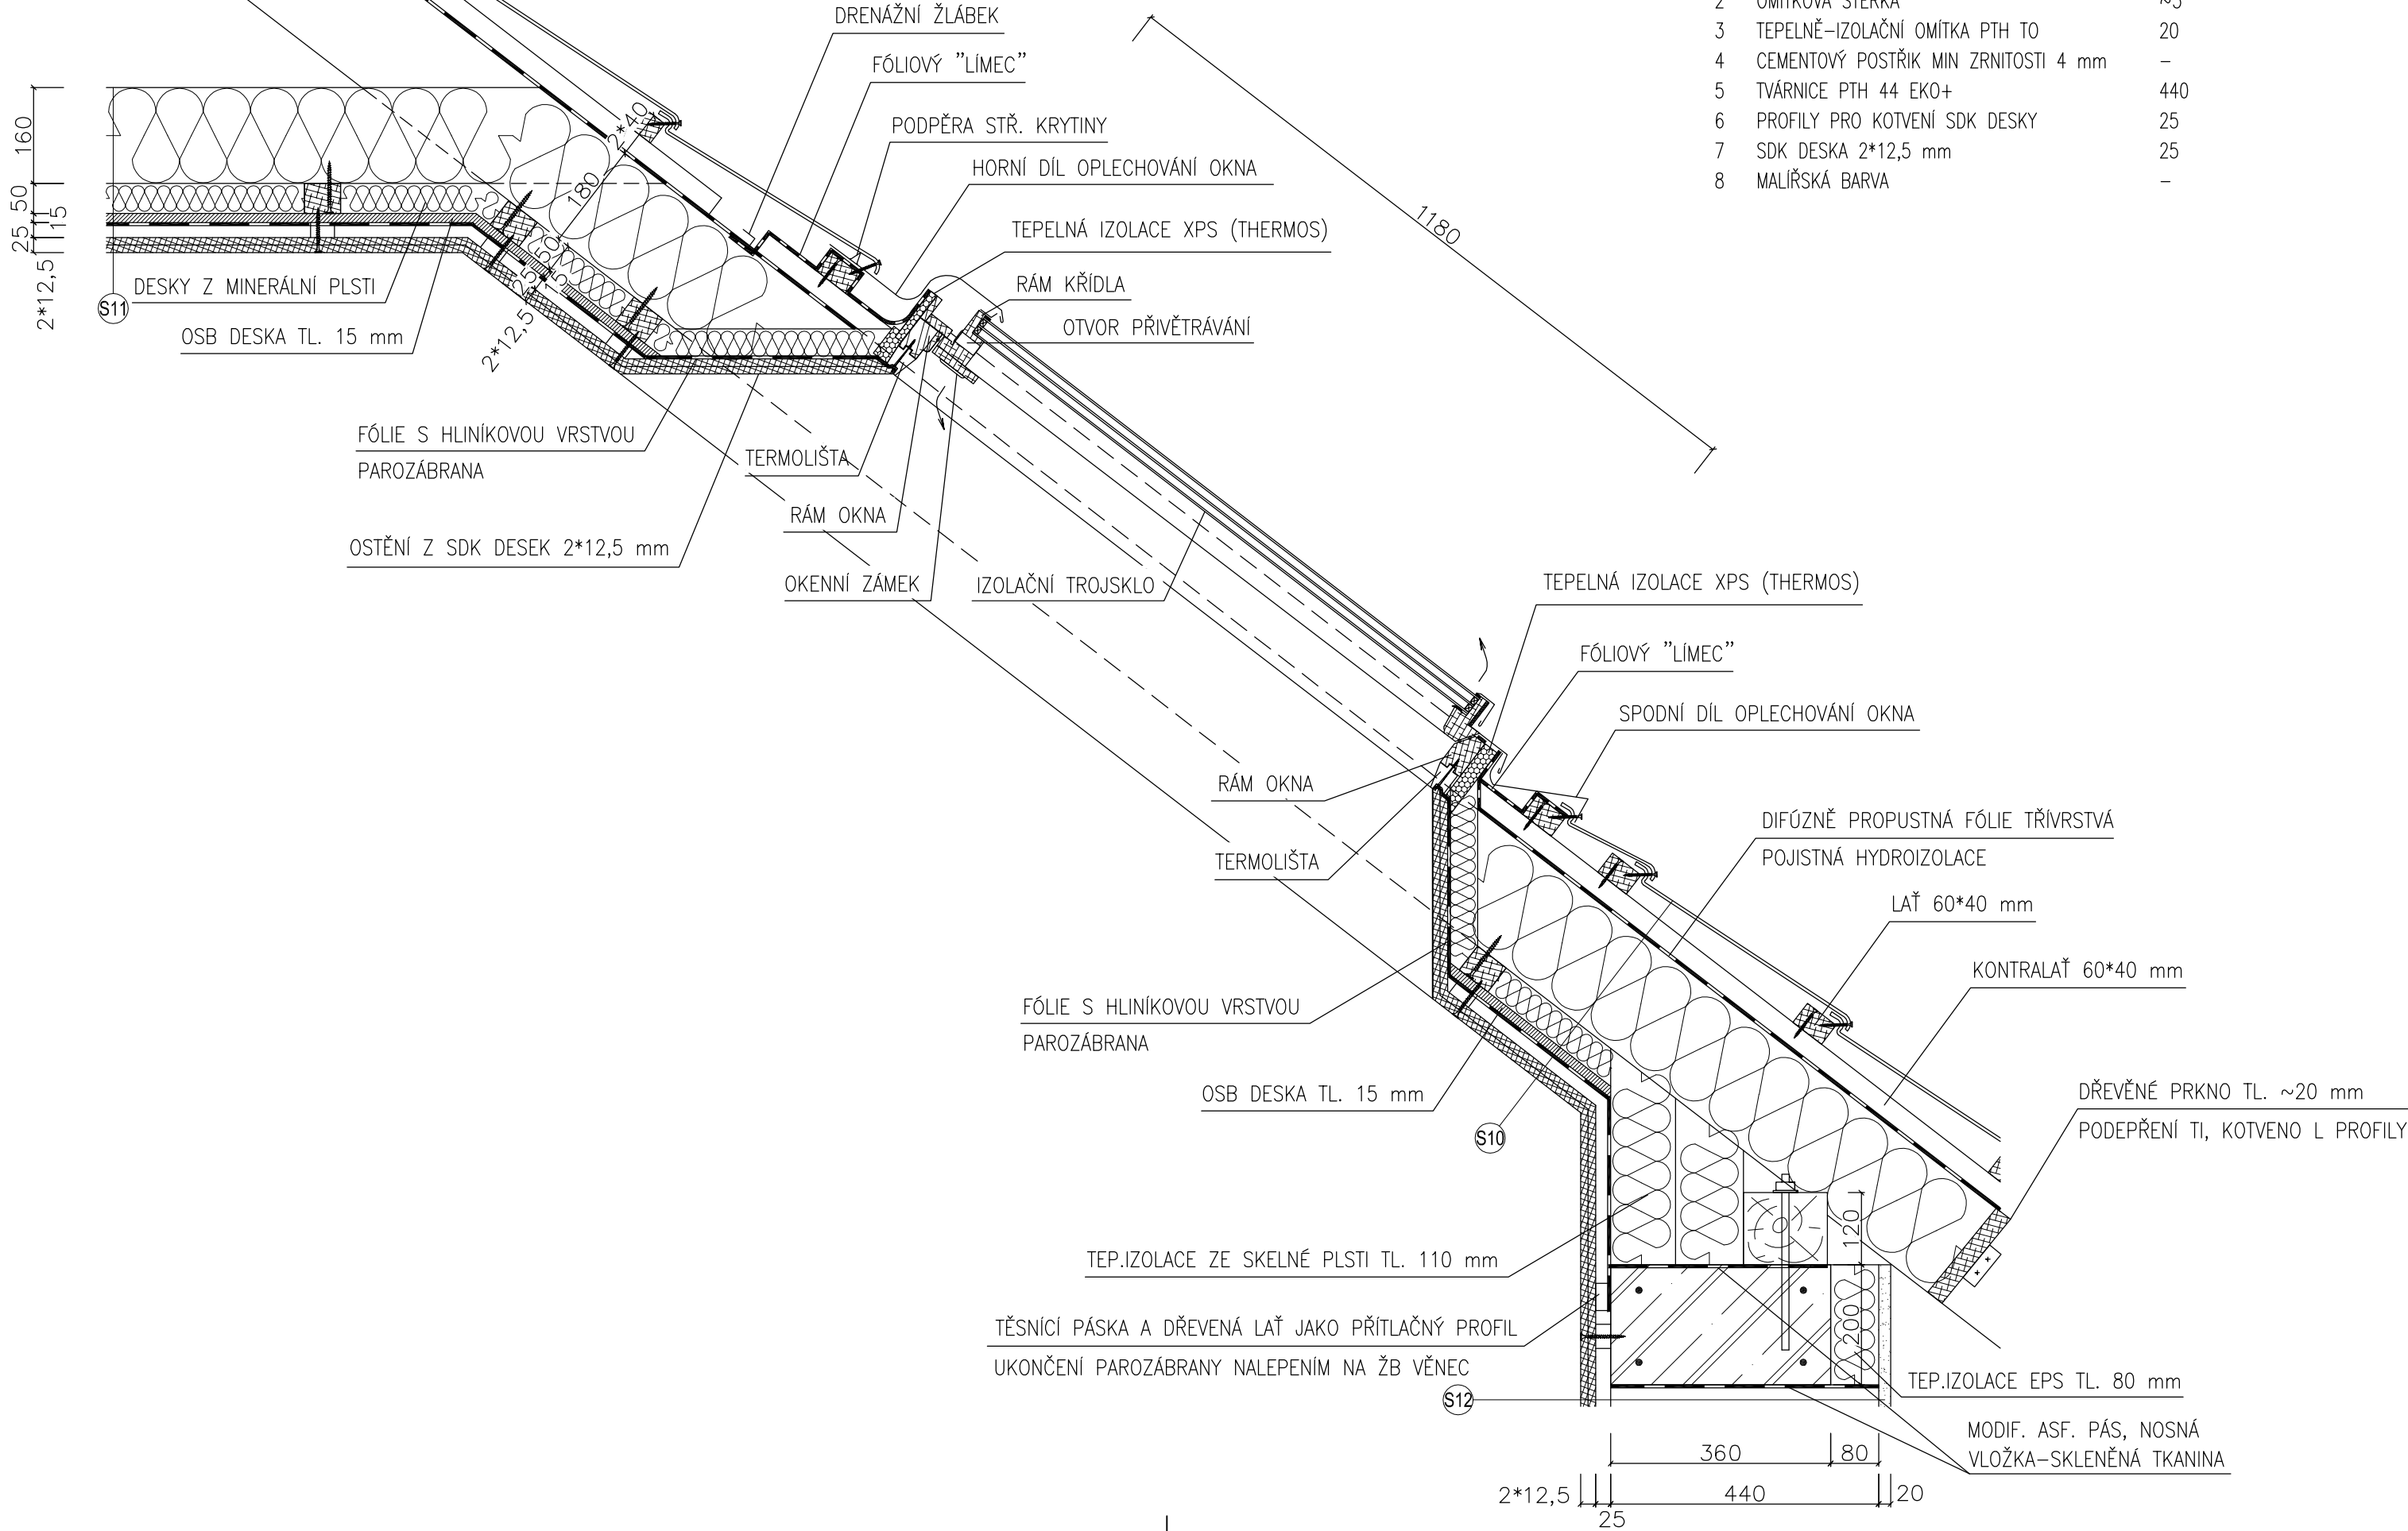 DRENÁŽNÍ ŽLÁBEK
FÓLIOVÝ "LÍMEC"
PODPĚRA STŘ. KRYTINY
HORNÍ DÍL OPLECHOVÁNÍ OKNA
TEPELNÁ IZOLACE XPS (THERMOS)
RÁM KŘÍDLA
OTVOR PŘIVĚTRÁVÁNÍ
2 OMÍTKOVÁ STĚRKA ~5
3 TEPELNĚ-IZOLAČNÍ OMÍTKA PTH TO 20
4 CEMENTOVÝ POSTŘIK MIN ZRNITOSTI 4 mm –
5 TVÁRNICE PTH 44 EKO+ 440
6 PROFILY PRO KOTVENÍ SDK DESKY 25
7 SDK DESKA 2*12,5 mm 25
8 MALÍŘSKÁ BARVA –
1180
160
50
15
25
2*12,5
S11
2*40
180
50
15
25
2*12,5
DESKY Z MINERÁLNÍ PLSTI
OSB DESKA TL. 15 mm
FÓLIE S HLINÍKOVOU VRSTVOU
PAROZÁBRANA
OSTĚNÍ Z SDK DESEK 2*12,5 mm
TERMOLIŠTA
RÁM OKNA
OKENNÍ ZÁMEK
IZOLAČNÍ TROJSKLO
TEPELNÁ IZOLACE XPS (THERMOS)
FÓLIOVÝ "LÍMEC"
SPODNÍ DÍL OPLECHOVÁNÍ OKNA
RÁM OKNA
TERMOLIŠTA
DIFÚZNĚ PROPUSTNÁ FÓLIE TŘÍVRSTVÁ
POJISTNÁ HYDROIZOLACE
LAŤ 60*40 mm
KONTRALAŤ 60*40 mm
FÓLIE S HLINÍKOVOU VRSTVOU
PAROZÁBRANA
OSB DESKA TL. 15 mm
S10
DŘEVĚNÉ PRKNO TL. ~20 mm
PODEPŘENÍ TI, KOTVENO L PROFILY
TEP.IZOLACE ZE SKELNÉ PLSTI TL. 110 mm
120
200
TĚSNÍCÍ PÁSKA A DŘEVENÁ LAŤ JAKO PŘÍTLAČNÝ PROFIL
UKONČENÍ PAROZÁBRANY NALEPENÍM NA ŽB VĚNEC
S12
TEP.IZOLACE EPS TL. 80 mm
MODIF. ASF. PÁS, NOSNÁ
VLOŽKA-SKLENĚNÁ TKANINA
360 80
2*12,5 440 20
25